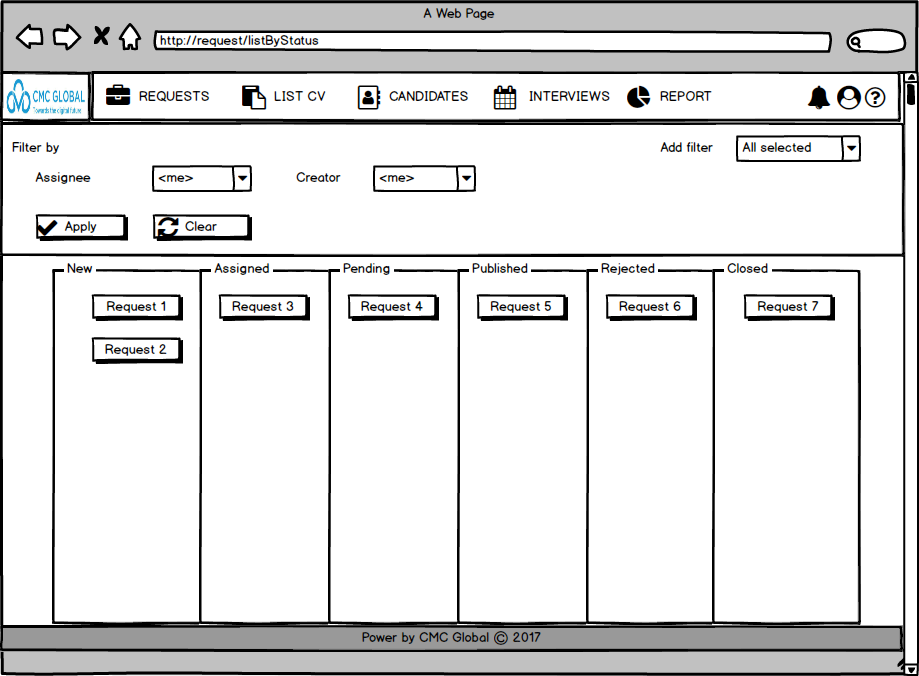 A Web Page
http://request/listByStatus
CMC GLOBAL
Towards the digital future
REQUESTS LIST CV CANDIDATES INTERVIEWS REPORT ?
Filter by Add filter All selected
Assignee <me> Creator <me>
Apply Clear
New Assigned Pending Published Rejected Closed
Request 1 Request 3 Request 4 Request 5 Request 6 Request 7
Request 2
Power by CMC Global © 2017